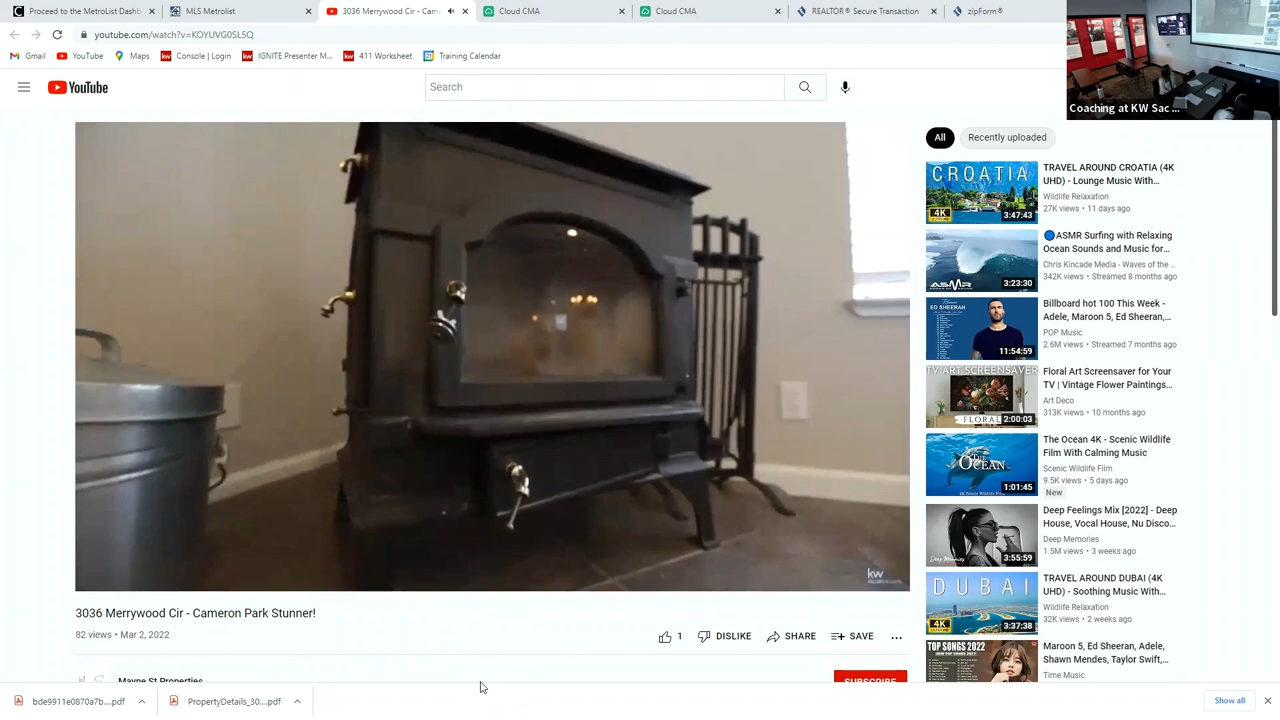 Proceed to the MetroList Dashb
MLS Metrolist
3036 Merrywood Cir - Cam
Cloud CMA
Cloud CMA
REALTOR® Secure Transaction
zipForm®
youtube.com/watch?v=KOYUVG0SL5Q
Gmail
YouTube
Maps
kw Console | Login
kw IGNITE Presenter M...
kw 411 Worksheet
Training Calendar
Coaching at KW Sac ...
YouTube
Search
All
Recently uploaded
CROATIA
4K
3:47:43
TRAVEL AROUND CROATIA (4K
UHD) - Lounge Music With...
Wildlife Relaxation
27K views • 11 days ago
ASMR
3:23:30
🔵ASMR Surfing with Relaxing
Ocean Sounds and Music for...
Chris Kincade Media - Waves of the ...
342K views • Streamed 8 months ago
ED SHEERAN
11:54:59
Billboard hot 100 This Week -
Adele, Maroon 5, Ed Sheeran,...
POP Music
2.6M views • Streamed 7 months ago
TV ART SCREENSAVER
FLORAL
2:00:03
Floral Art Screensaver for Your
TV | Vintage Flower Paintings...
Art Deco
313K views • 10 months ago
THE
OCEAN
1:01:45
The Ocean 4K - Scenic Wildlife
Film With Calming Music
Scenic Wildlife Film
9.5K views • 5 days ago
New
Deep Memories
3:55:59
Deep Feelings Mix [2022] - Deep
House, Vocal House, Nu Disco...
Deep Memories
1.5M views • 3 weeks ago
DUBAI
4K
3:37:38
TRAVEL AROUND DUBAI (4K
UHD) - Soothing Music With...
Wildlife Relaxation
32K views • 2 weeks ago
TOP SONGS 2022
Maroon 5, Ed Sheeran, Adele,
Shawn Mendes, Taylor Swift,...
Time Music
kw
3036 Merrywood Cir - Cameron Park Stunner!
82 views • Mar 2, 2022
1
DISLIKE
SHARE
SAVE
...
Mayne St Properties
SUBSCRIBE
bde9911e0870a7b....pdf
PropertyDetails_30....pdf
Show all